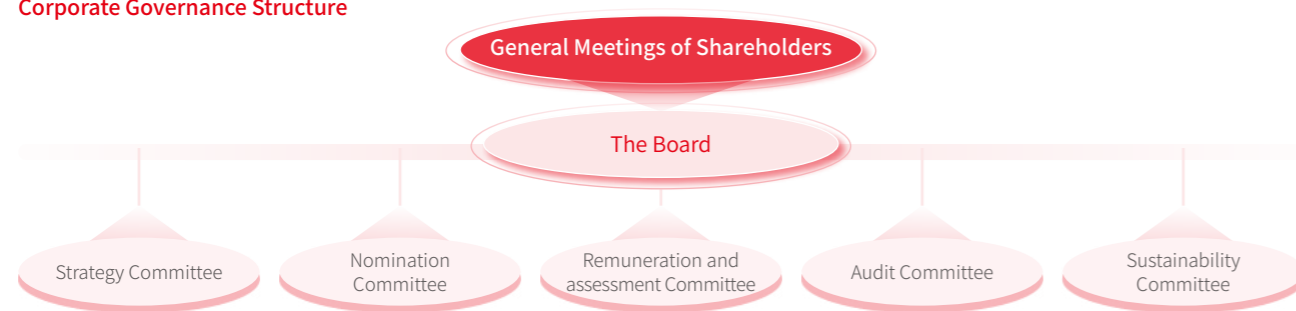 Corporate Governance Structure
General Meetings of Shareholders
The Board
Strategy Committee
Nomination
Committee
Remuneration and
assessment Committee
Audit Committee
Sustainability
Committee